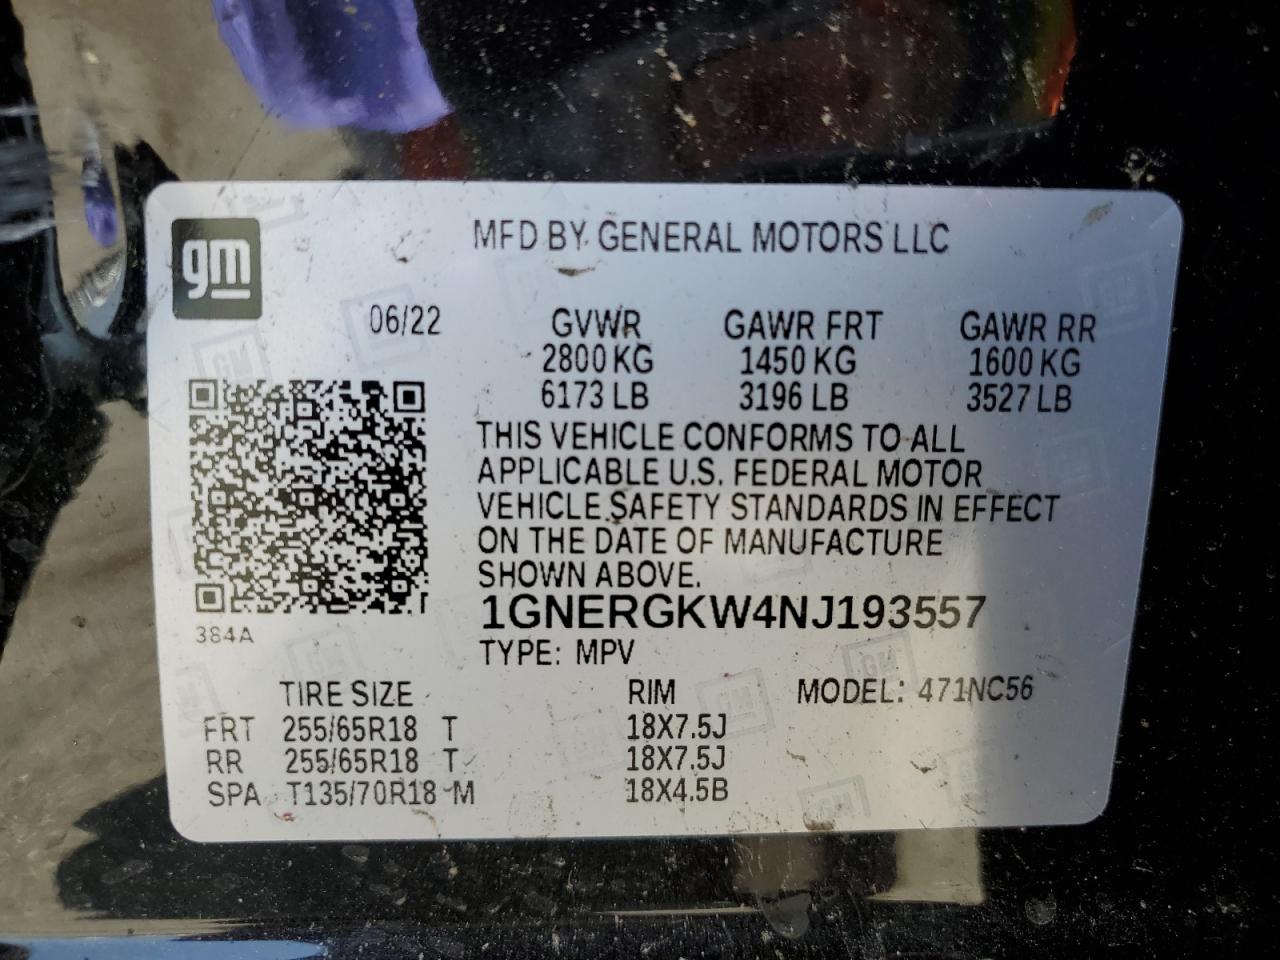 gm
MFD BY GENERAL MOTORS LLC
06/22 GVWR GAWR FRT GAWR RR
2800 KG 1450 KG 1600 KG
6173 LB 3196 LB 3527 LB
THIS VEHICLE CONFORMS TO ALL
APPLICABLE U.S. FEDERAL MOTOR
VEHICLE SAFETY STANDARDS IN EFFECT
ON THE DATE OF MANUFACTURE
SHOWN ABOVE.
1GNERGKW4NJ193557
384A
TYPE: MPV
TIRE SIZE RIM MODEL: 471NC56
FRT 255/65R18 T 18X7.5J
RR 255/65R18 T 18X7.5J
SPA T135/70R18 M 18X4.5B